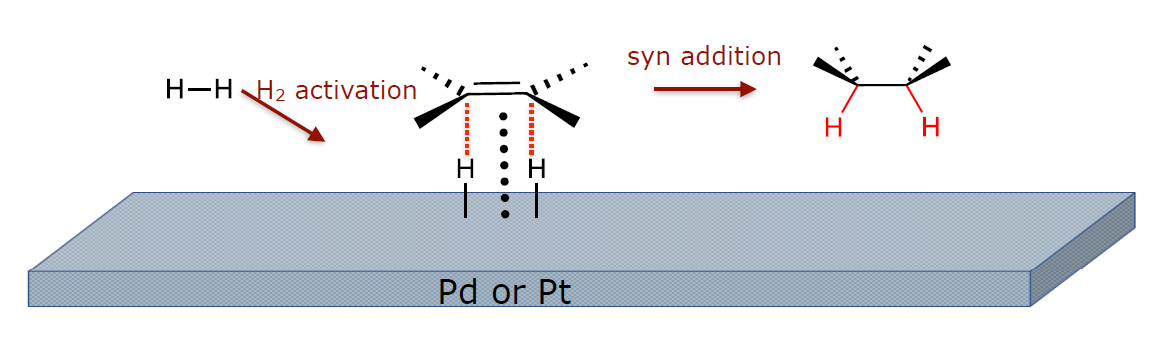 syn addition
H–H H₂ activation
H H
H H
Pd or Pt